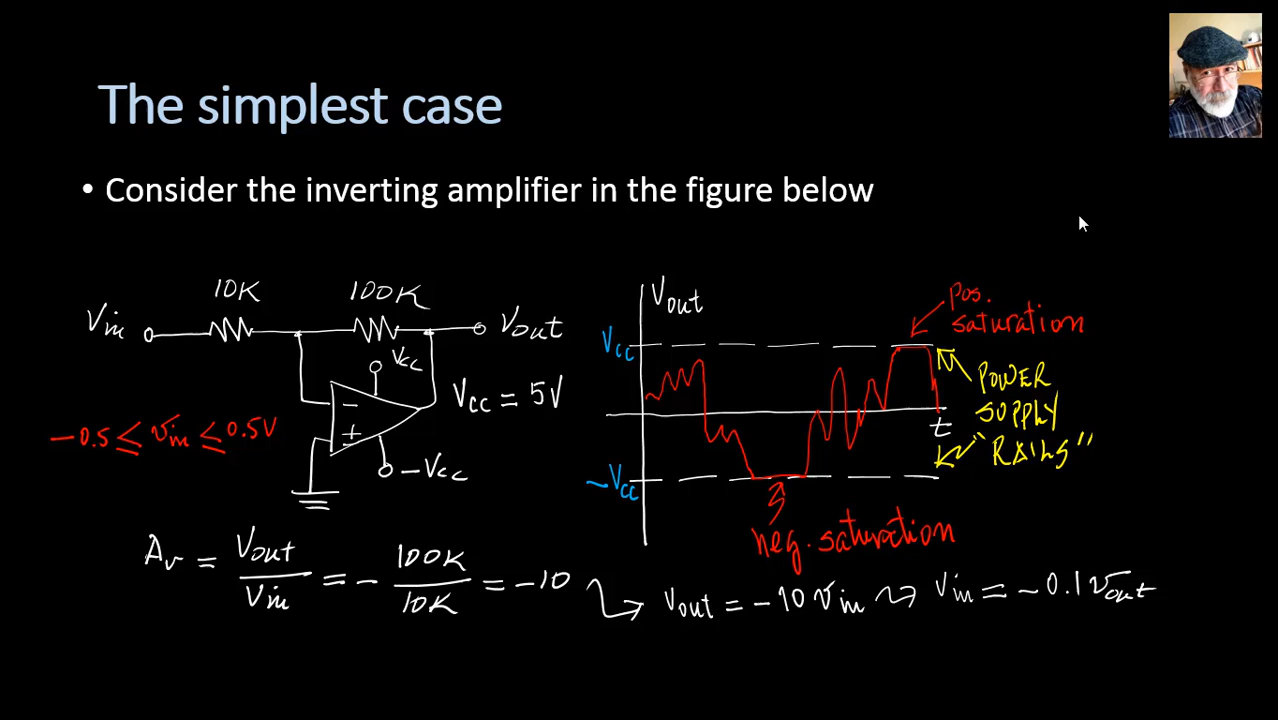 The simplest case
• Consider the inverting amplifier in the figure below
10K
100K
Vin
Vout
Vcc
Vcc = 5V
-0.5 ≤ Vin ≤ 0.5V
-Vcc
Vout
Vcc
-Vcc
t
pos.
saturation
POWER
SUPPLY
"RAILS"
neg. saturation
Av = Vout/Vin = - 100K/10K = -10
Vout = -10 Vin ⇝ Vin = -0.1 Vout